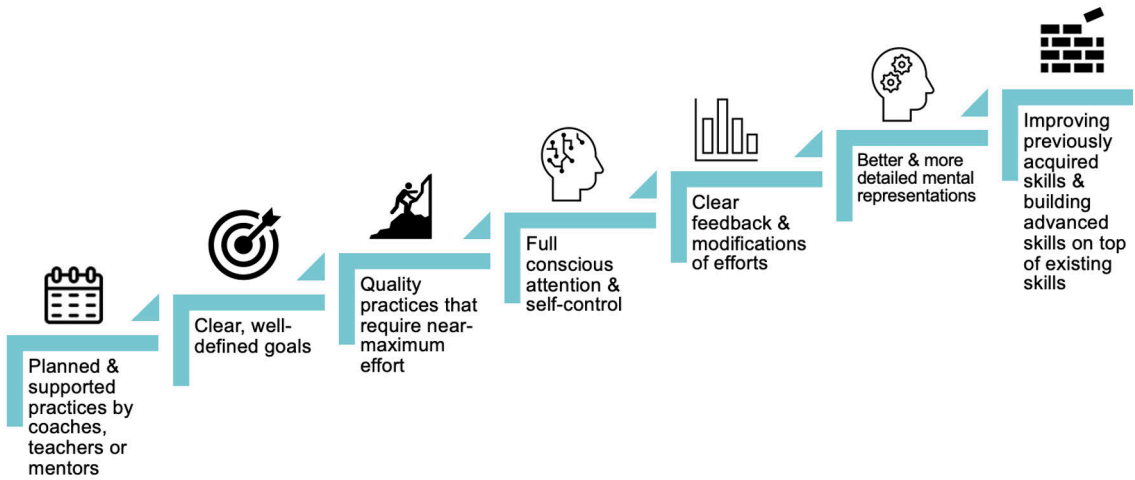 Planned &
supported
practices by
coaches,
teachers or
mentors
Clear, well-
defined goals
Quality
practices that
require near-
maximum
effort
Full
conscious
attention &
self-control
Clear
feedback &
modifications
of efforts
Better & more
detailed mental
representations
Improving
previously
acquired
skills &
building
advanced
skills on top
of existing
skills